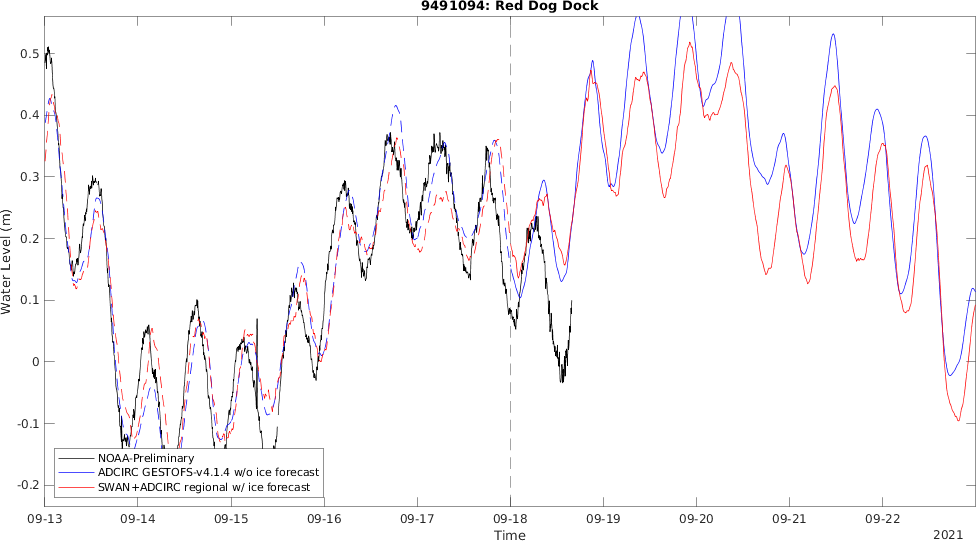 9491094: Red Dog Dock
Water Level (m)
0.5
0.4
0.3
0.2
0.1
0
-0.1
-0.2
NOAA-Preliminary
ADCIRC GESTOFS-v4.1.4 w/o ice forecast
SWAN+ADCIRC regional w/ ice forecast
09-13 09-14 09-15 09-16 09-17 09-18 09-19 09-20 09-21 09-22
Time
2021